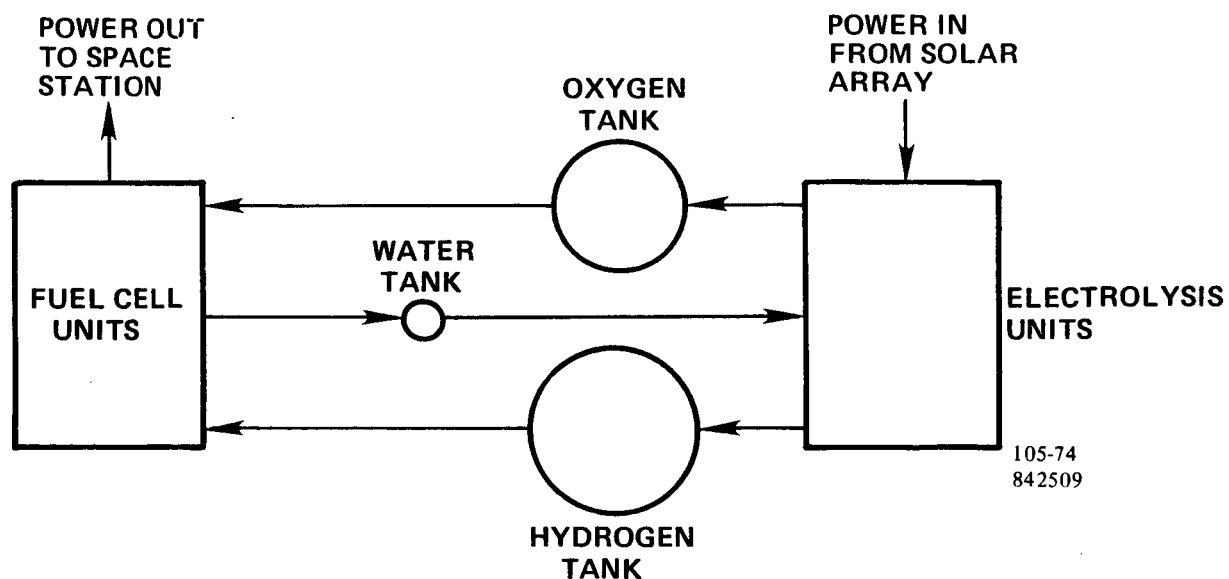 POWER OUT
TO SPACE
STATION
OXYGEN
TANK
POWER IN
FROM SOLAR
ARRAY
WATER
TANK
FUEL CELL
UNITS
ELECTROLYSIS
UNITS
HYDROGEN
TANK
105-74
842509